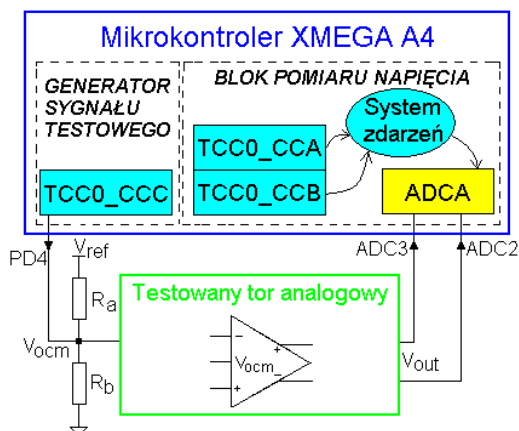 Mikrokontroler XMEGA A4
GENERATOR
SYGNAŁU
TESTOWEGO
BLOK POMIARU NAPIĘCIA
System
zdarzeń
TCC0_CCA
TCC0_CCB
TCC0_CCC
ADCA
PD4
Vref
ADC3
ADC2
Ra
Testowany tor analogowy
Vocm
Vocm
Vout
Rb